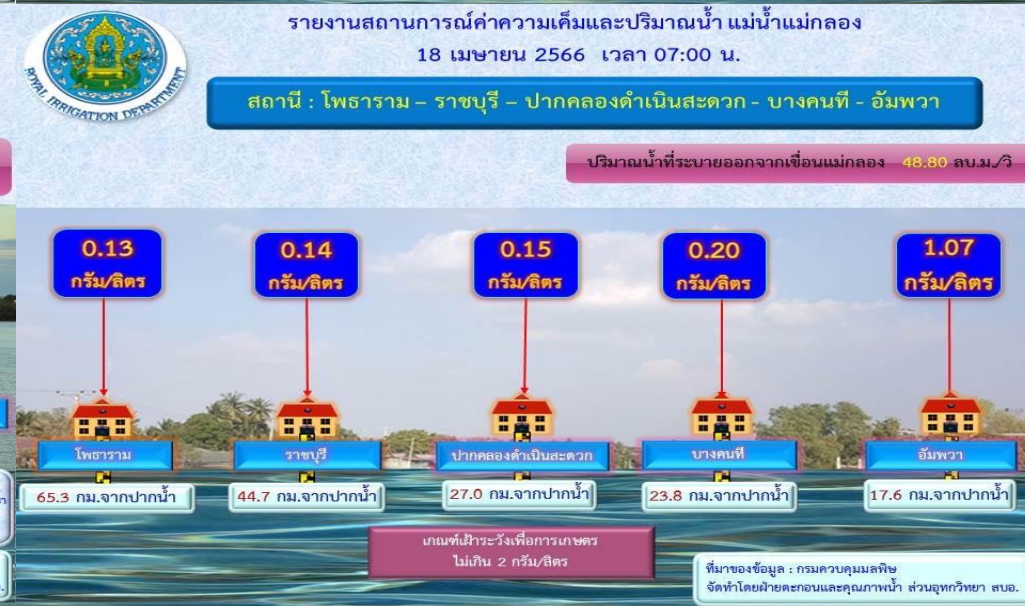 รายงานสถานการณ์ค่าความเค็มและปริมาณน้ำ แม่น้ำแม่กลอง
18 เมษายน 2566 เวลา 07:00 น.
ROYAL IRRIGATION DEPARTMENT
สถานี : โพธาราม – ราชบุรี – ปากคลองดำเนินสะดวก - บางคนที - อัมพวา
ปริมาณน้ำที่ระบายออกจากเขื่อนแม่กลอง 48.80 ลบ.ม./วิ
0.13 0.14 0.15 0.20 1.07
กรัม/ลิตร กรัม/ลิตร กรัม/ลิตร กรัม/ลิตร กรัม/ลิตร
โพธาราม ราชบุรี ปากคลองดำเนินสะดวก บางคนที อัมพวา
65.3 กม.จากปากน้ำ 44.7 กม.จากปากน้ำ 27.0 กม.จากปากน้ำ 23.8 กม.จากปากน้ำ 17.6 กม.จากปากน้ำ
เกณฑ์เฝ้าระวังเพื่อการเกษตร
ไม่เกิน 2 กรัม/ลิตร
ที่มาของข้อมูล : กรมควบคุมมลพิษ
จัดทำโดยฝ่ายตะกอนและคุณภาพน้ำ ส่วนอุทกวิทยา สบอ.